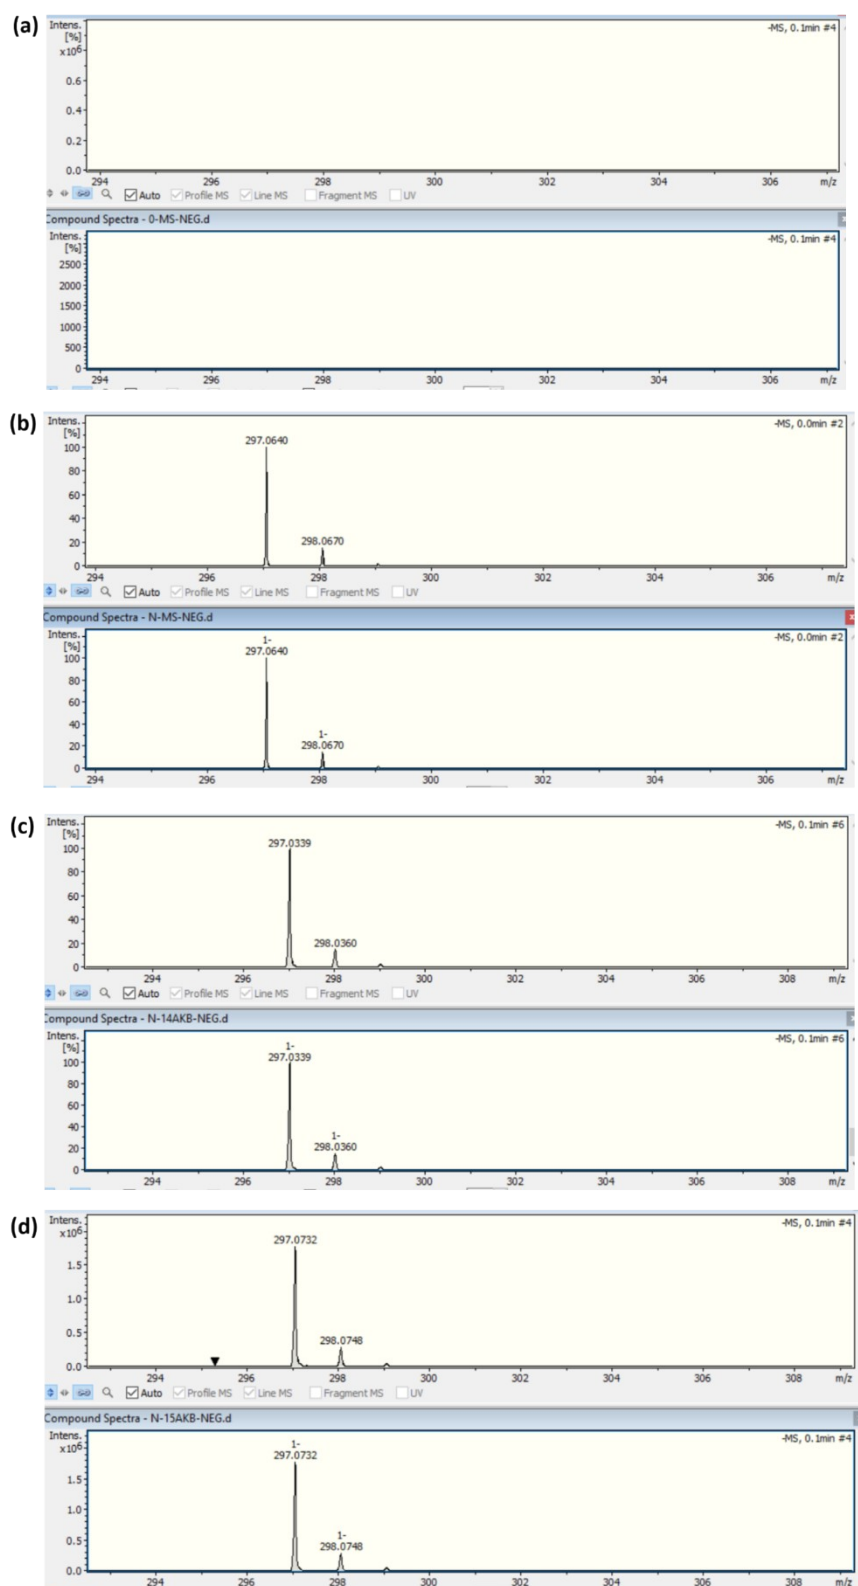 (a)
Intens.
[%]
x10⁶
-MS, 0.1min #4
0.6
0.4
0.2
0.0
294 296 298 300 302 304 306 m/z
Auto Profile MS Line MS Fragment MS UV
Compound Spectra - 0-MS-NEG.d
Intens.
[%]
-MS, 0.1min #4
2500
2000
1500
1000
500
0
294 296 298 300 302 304 306 m/z
(b)
Intens.
[%]
-MS, 0.0min #2
297.0640
100
80
60
40
298.0670
20
0
294 296 298 300 302 304 306 m/z
Auto Profile MS Line MS Fragment MS UV
Compound Spectra - N-MS-NEG.d
Intens.
[%]
-MS, 0.0min #2
1-
297.0640
100
80
60
40
1-
298.0670
20
0
294 296 298 300 302 304 306 m/z
(c)
Intens.
[%]
-MS, 0.1min #6
297.0339
100
80
60
40
298.0360
20
0
294 296 298 300 302 304 306 308 m/z
Auto Profile MS Line MS Fragment MS UV
Compound Spectra - N-14AKB-NEG.d
Intens.
[%]
-MS, 0.1min #6
1-
297.0339
100
80
60
40
1-
298.0360
20
0
294 296 298 300 302 304 306 308 m/z
(d)
Intens.
x10⁶
-MS, 0.1min #4
297.0732
1.5
1.0
0.5
298.0748
0.0
294 296 298 300 302 304 306 308 m/z
Auto Profile MS Line MS Fragment MS UV
Compound Spectra - N-15AKB-NEG.d
Intens.
x10⁶
-MS, 0.1min #4
1-
297.0732
1.5
1.0
0.5
1-
298.0748
0.0
294 296 298 300 302 304 306 308 m/z